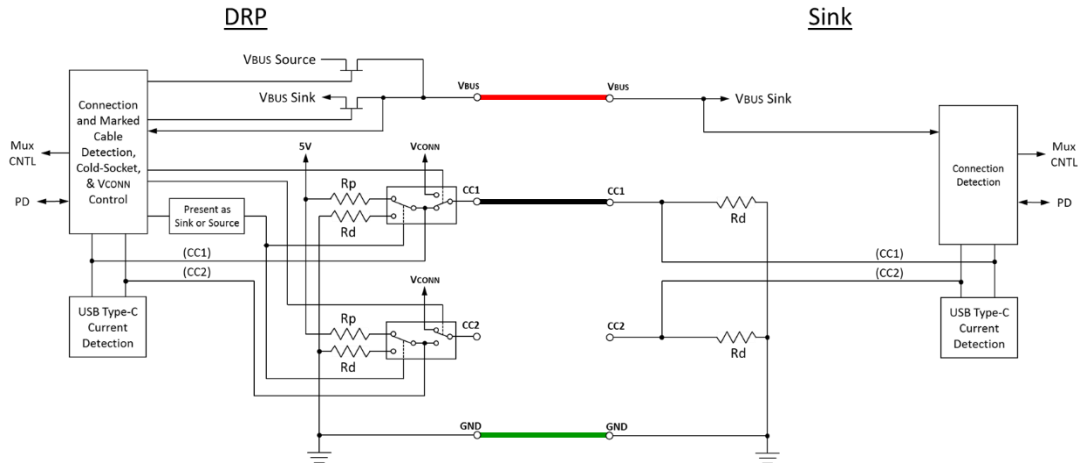 DRP
Sink
VBUS Source
VBUS Sink
VBUS
VBUS
VBUS Sink
Connection
and Marked
Cable
Detection,
Cold-Socket,
& VCONN
Control
Mux
CNTL
PD
Present as
Sink or Source
5V
VCONN
Rp
Rd
CC1
CC1
Rd
(CC1)
(CC2)
VCONN
Rp
Rd
CC2
CC2
Rd
(CC1)
(CC2)
USB Type-C
Current
Detection
Connection
Detection
Mux
CNTL
PD
USB Type-C
Current
Detection
GND
GND